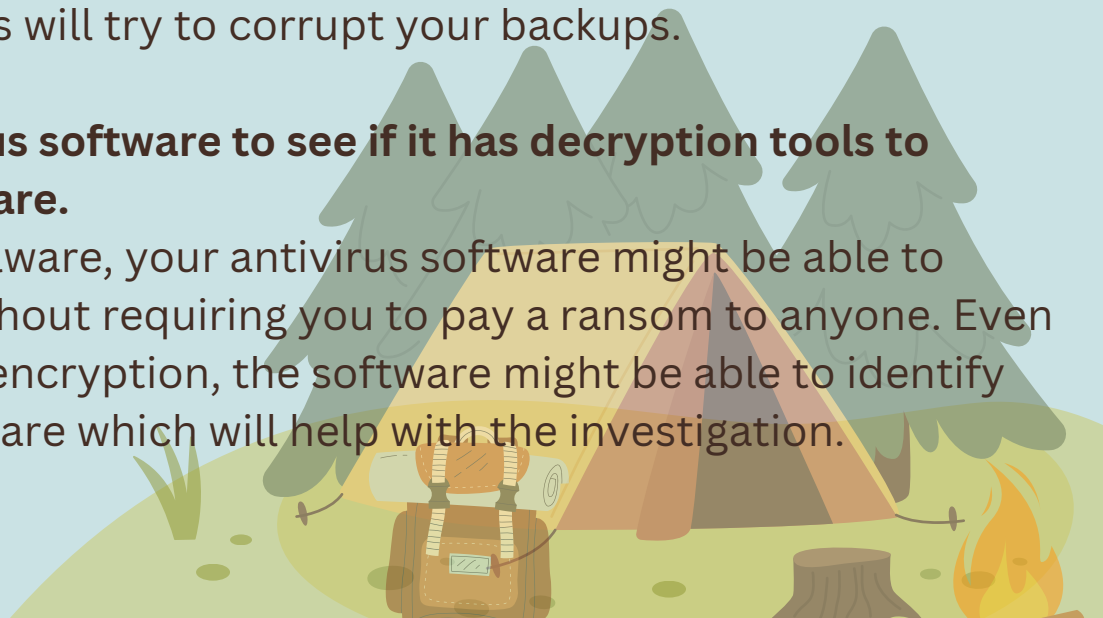 s will try to corrupt your backups.
us software to see if it has decryption tools to
are.
ware, your antivirus software might be able to
hout requiring you to pay a ransom to anyone. Even
encryption, the software might be able to identify
are which will help with the investigation.